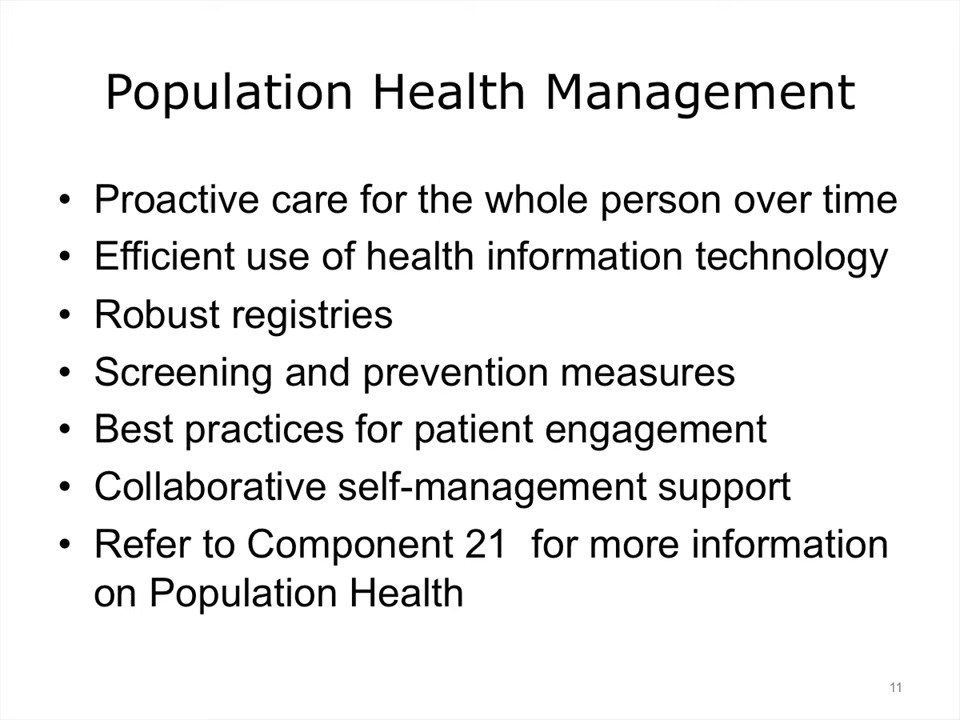 Population Health Management
• Proactive care for the whole person over time
• Efficient use of health information technology
• Robust registries
• Screening and prevention measures
• Best practices for patient engagement
• Collaborative self-management support
• Refer to Component 21  for more information
on Population Health
11